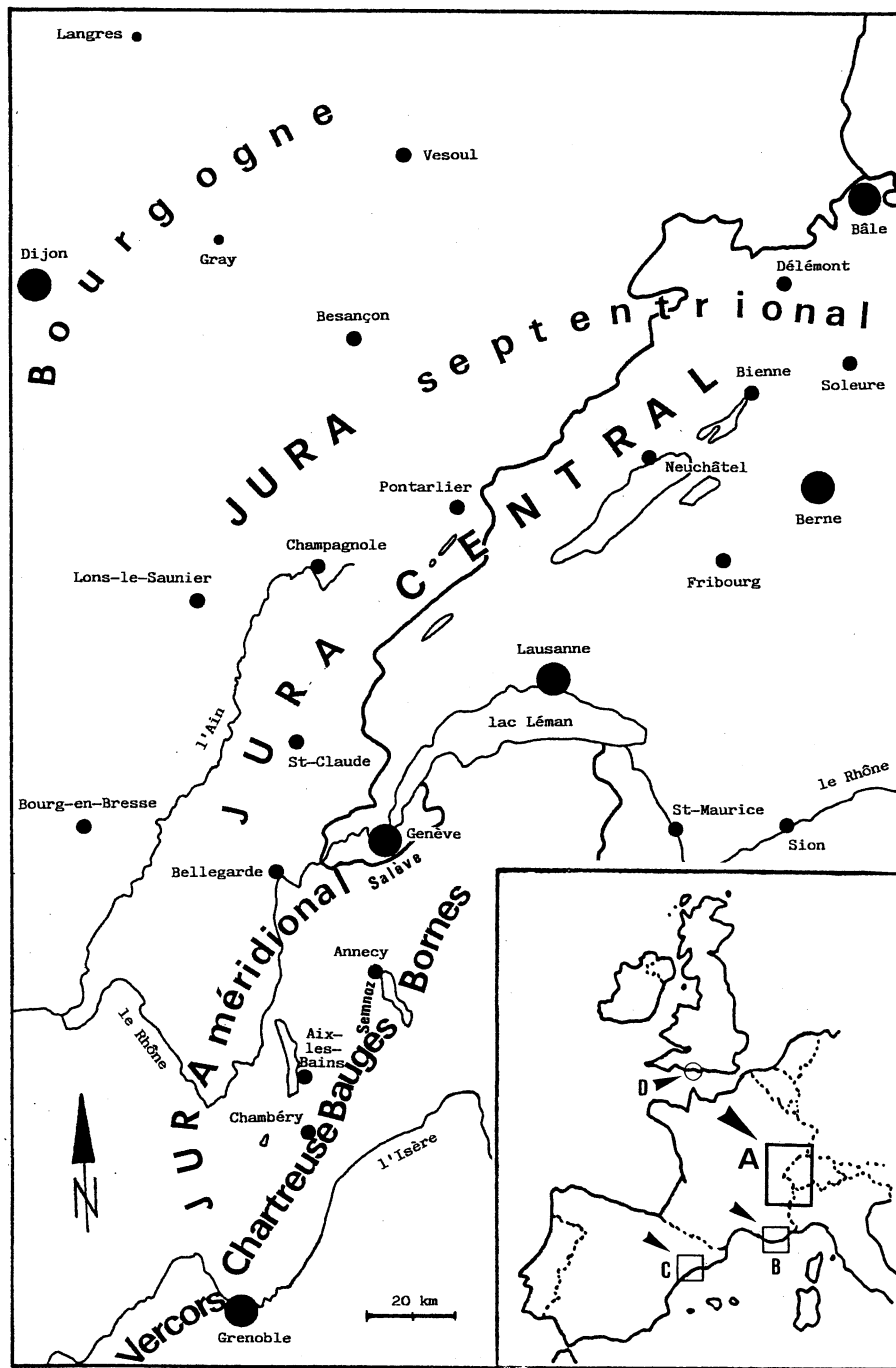 Langres
Bourgogne
Vesoul
Bâle
Dijon
Gray
Délémont
Besançon
JURA septentrional
Bienne
Soleure
Neuchâtel
Pontarlier
Berne
JURA CENTRAL
Champagnole
Lons-le-Saunier
Fribourg
Lausanne
l'Ain
lac Léman
St-Claude
le Rhône
Bourg-en-Bresse
St-Maurice
Genève
Sion
Bellegarde
Salève
JURA méridional
Bornes
Annecy
Semnoz
le Rhône
Aix-
les-
Bains
Bauges
Chambéry
l'Isère
Chartreuse
N
Vercors
20 km
Grenoble
D
A
C
B